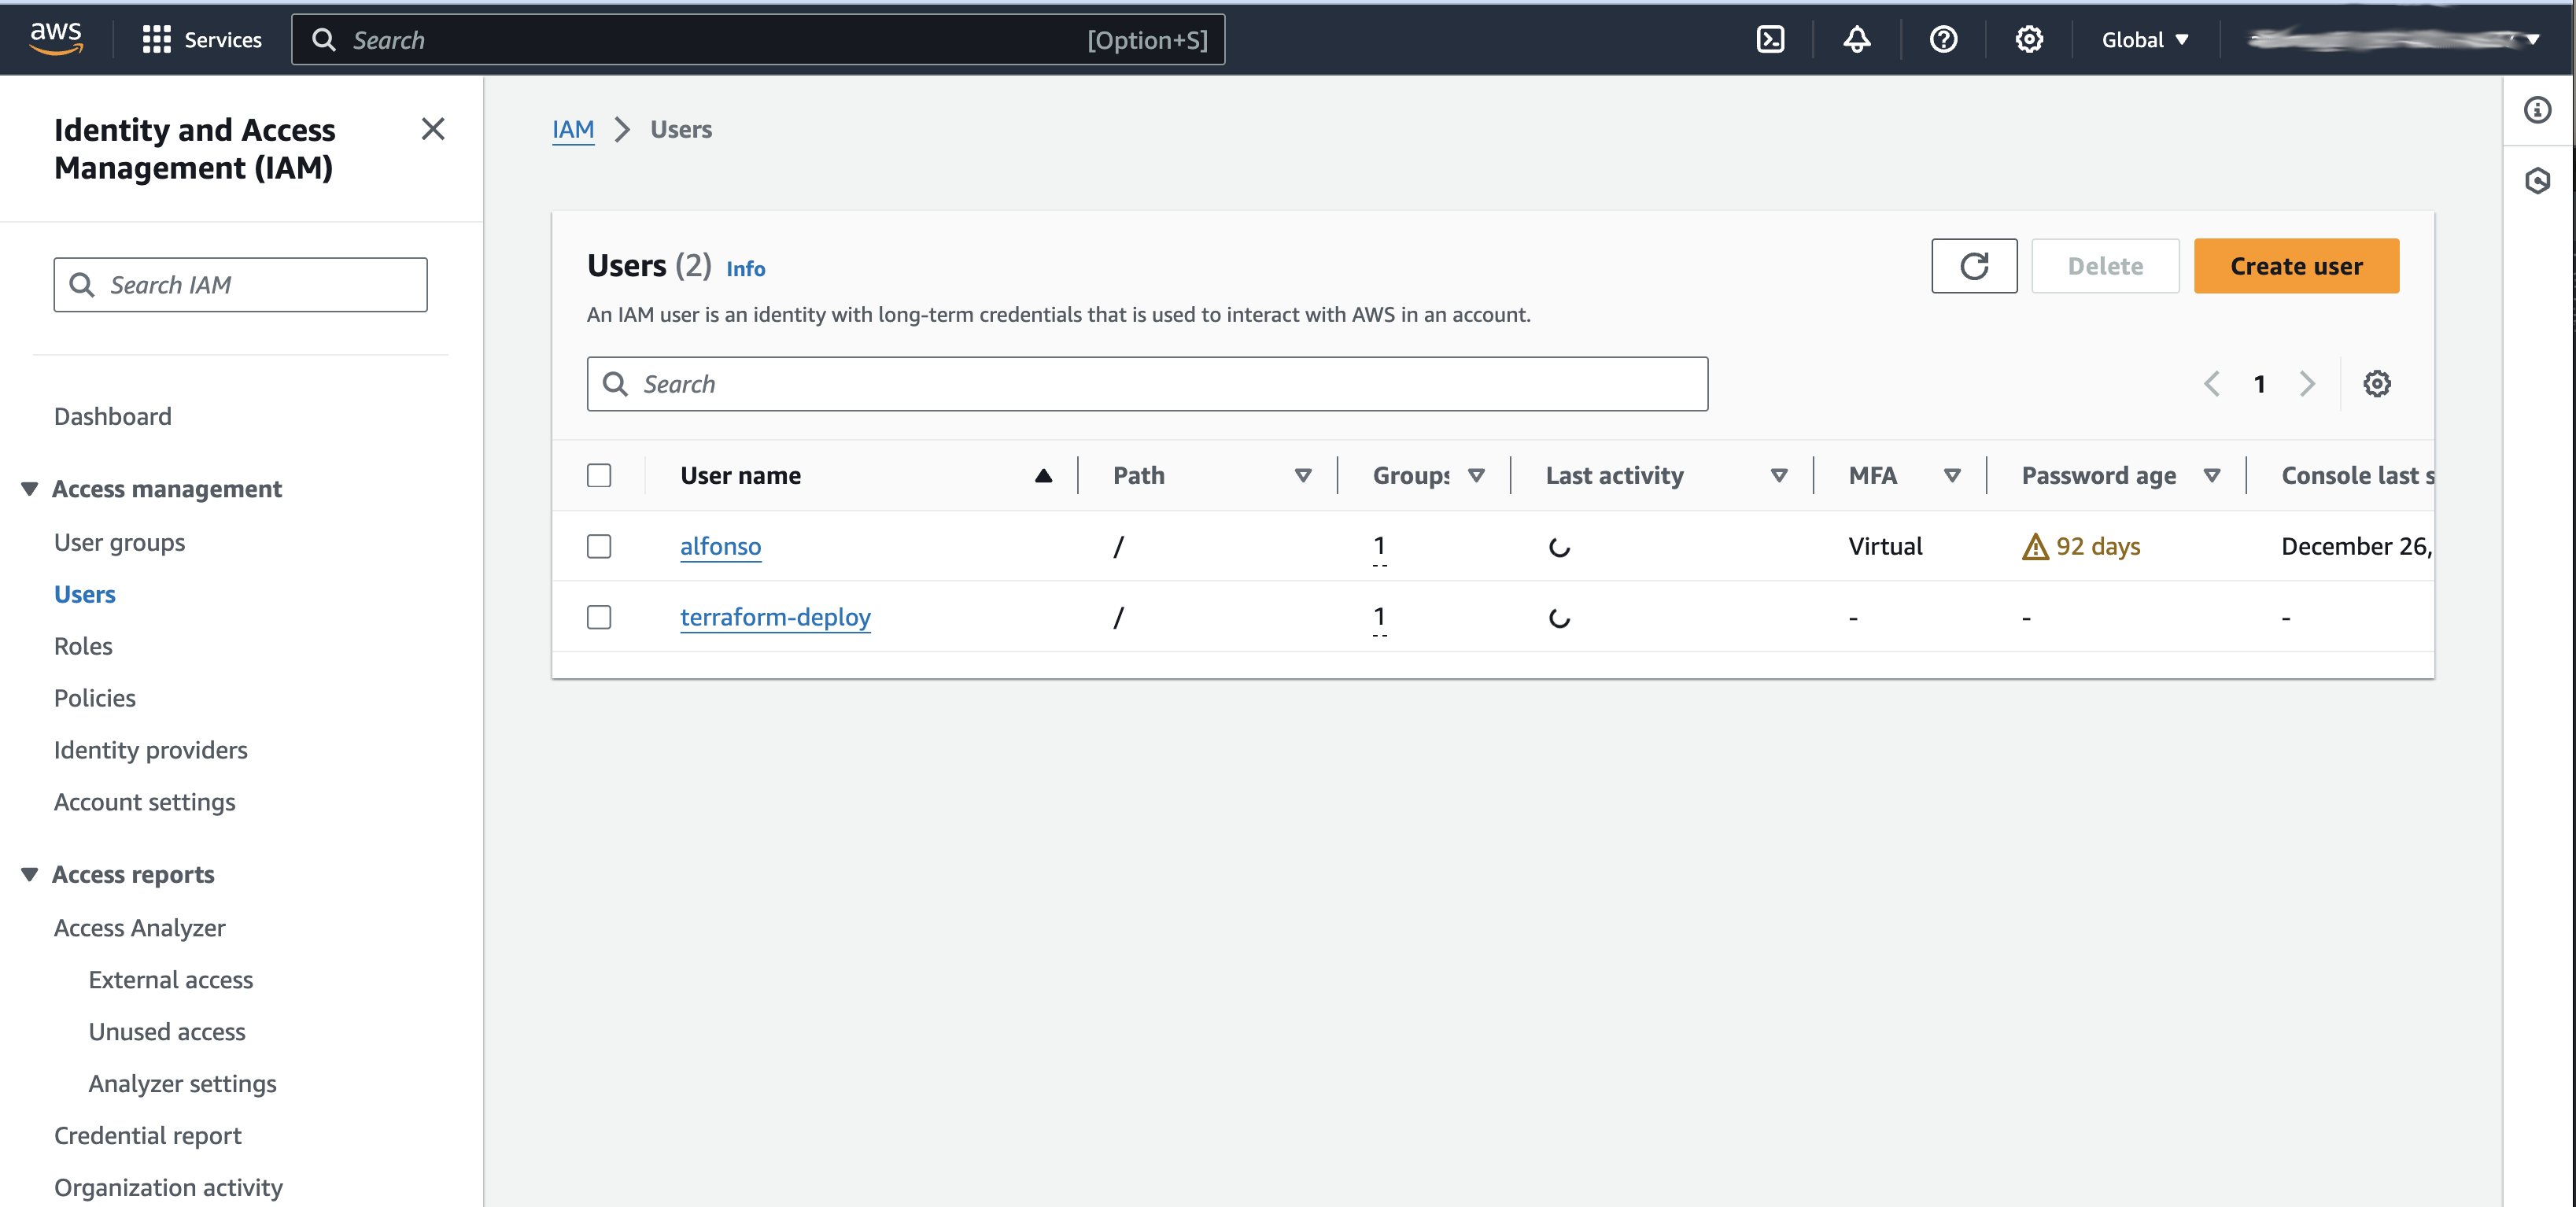 aws Services Search [Option+S] Global
Identity and Access
Management (IAM)
Search IAM
Dashboard
Access management
User groups
Users
Roles
Policies
Identity providers
Account settings
Access reports
Access Analyzer
External access
Unused access
Analyzer settings
Credential report
Organization activity
IAM Users
Users (2) Info
Delete
Create user
An IAM user is an identity with long-term credentials that is used to interact with AWS in an account.
Search
1
User name Path Groups Last activity MFA Password age Console last s
alfonso / 1 Virtual 92 days December 26,
terraform-deploy / 1 - - -